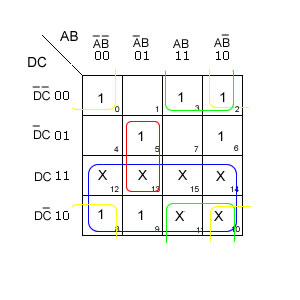 AB
DC
A̅B̅ A̅B AB AB̅
00 01 11 10
D̅C̅ 00 1 1 1
0 1 3 2
D̅C 01 1 1
4 5 7 6
DC 11 X X X X
12 13 15 14
DC̅ 10 1 1 X X
8 9 11 10